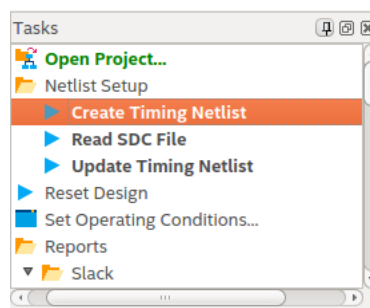 Tasks
Open Project...
Netlist Setup
Create Timing Netlist
Read SDC File
Update Timing Netlist
Reset Design
Set Operating Conditions...
Reports
Slack